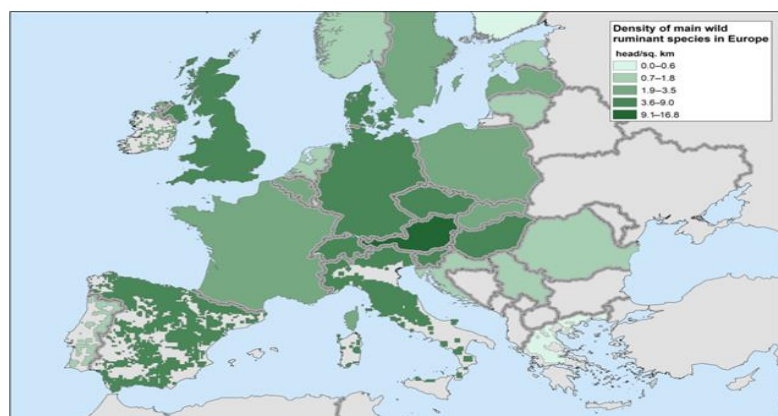 Density of main wild
ruminant species in Europe
head/sq. km
0.0–0.6
0.7–1.8
1.9–3.5
3.6–9.0
9.1–16.8